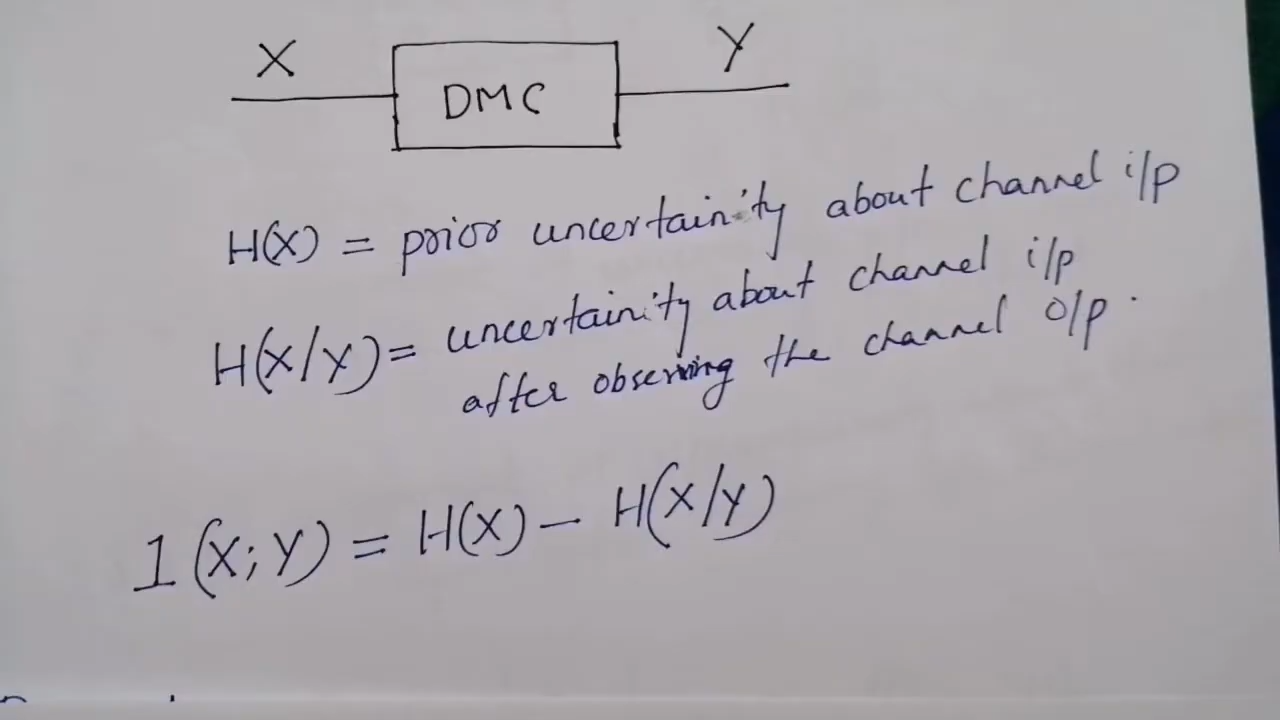 X DMC Y
H(X) = prior uncertainity about channel i/p
H(X/Y) = uncertainity about channel i/p
after observing the channel o/p.
I(X;Y) = H(X) - H(X/Y)